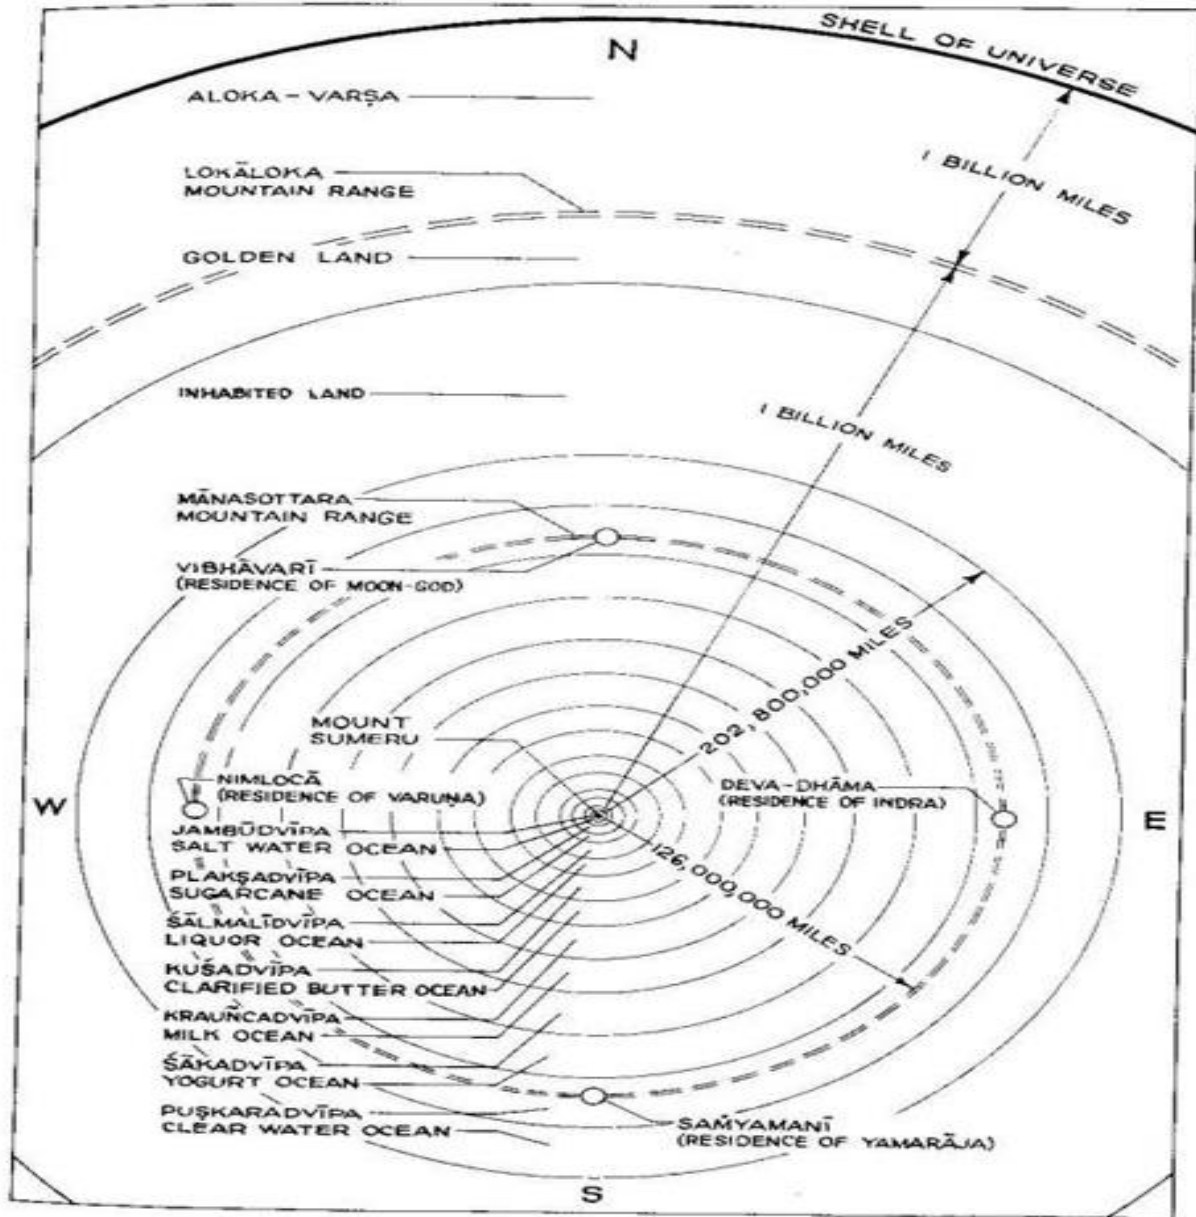 SHELL OF UNIVERSE
N
ALOKA – VARṢA
1 BILLION MILES
LOKĀLOKA
MOUNTAIN RANGE
GOLDEN LAND
INHABITED LAND
1 BILLION MILES
MĀNASOTTARA
MOUNTAIN RANGE
VIBHĀVARĪ
(RESIDENCE OF MOON-GOD)
202,800,000 MILES
MOUNT
SUMERU
NIMLOCĀ
(RESIDENCE OF VARUṆA)
DEVA-DHĀMA
(RESIDENCE OF INDRA)
W
E
JAMBŪDVĪPA
SALT WATER OCEAN
126,000,000 MILES
PLAKṢADVĪPA
SUGARCANE OCEAN
ŚĀLMALĪDVĪPA
LIQUOR OCEAN
KUŚADVĪPA
CLARIFIED BUTTER OCEAN
KRAUÑCADVĪPA
MILK OCEAN
ŚĀKADVĪPA
YOGURT OCEAN
PUṢKARADVĪPA
CLEAR WATER OCEAN
SAṀYAMANĪ
(RESIDENCE OF YAMARĀJA)
S